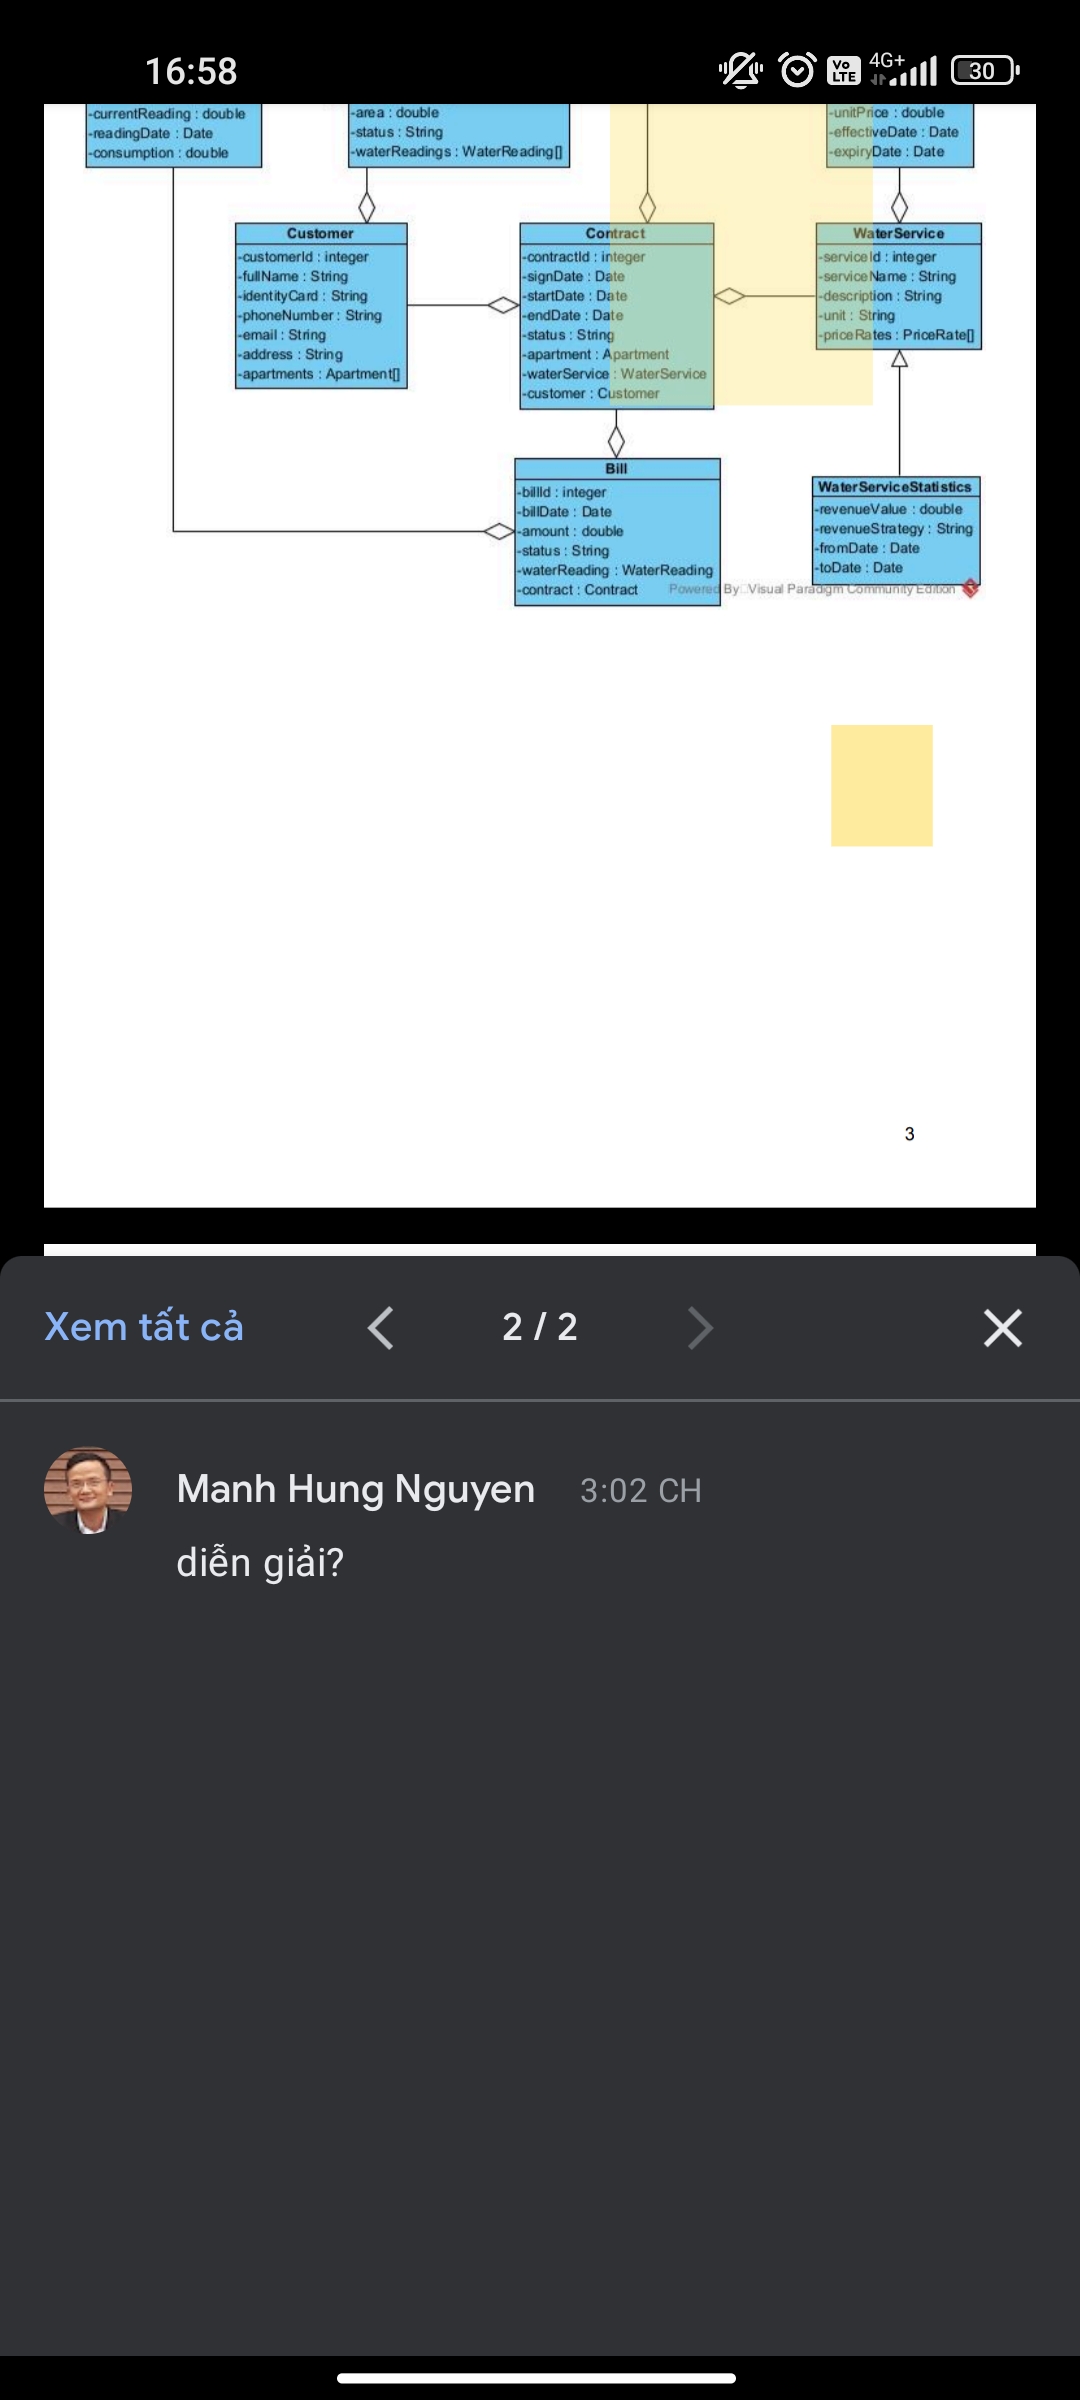 16:58
Vo LTE
4G+
30
-currentReading : double
-readingDate : Date
-consumption : double
-area : double
-status : String
-waterReadings : WaterReading[]
-unitPrice : double
-effectiveDate : Date
-expiryDate : Date
Customer
-customerId : integer
-fullName : String
-identityCard : String
-phoneNumber : String
-email : String
-address : String
-apartments : Apartment[]
Contract
-contractId : integer
-signDate : Date
-startDate : Date
-endDate : Date
-status : String
-apartment : Apartment
-waterService : WaterService
-customer : Customer
WaterService
-serviceId : integer
-serviceName : String
-description : String
-unit : String
-priceRates : PriceRate[]
Bill
-billId : integer
-billDate : Date
-amount : double
-status : String
-waterReading : WaterReading
-contract : Contract
WaterServiceStatistics
-revenueValue : double
-revenueStrategy : String
-fromDate : Date
-toDate : Date
Powered By Visual Paradigm Community Edition
3
Xem tất cả
2 / 2
Manh Hung Nguyen 3:02 CH
diễn giải?